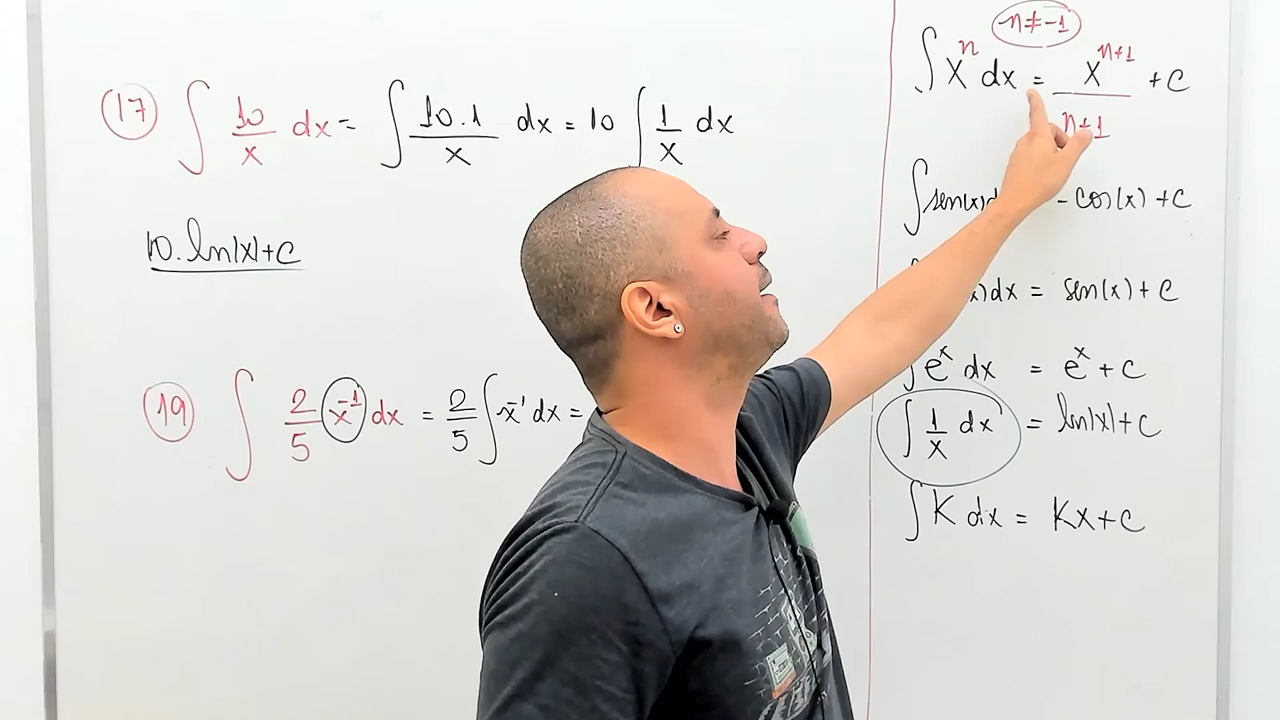 17 ∫ 10/x dx = ∫ 10.1/x dx = 10 ∫ 1/x dx
10. ln|x|+c
19 ∫ 2/5 x⁻¹ dx = 2/5 ∫ x⁻¹ dx =
n≠-1
∫ xⁿ dx = xⁿ⁺¹/n+1 + c
∫ sen(x)d - cos(x) + c
x)dx = sen(x) + c
∫ eˣ dx = eˣ + c
∫ 1/x dx = ln|x|+c
∫ K dx = Kx+c